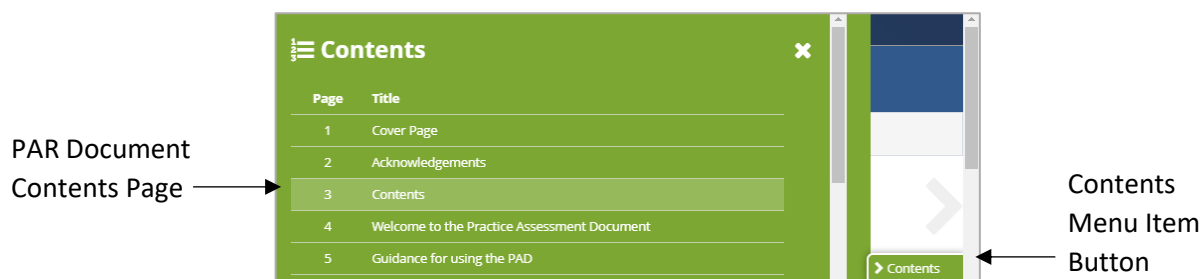 Contents
Page Title
1 Cover Page
2 Acknowledgements
3 Contents
4 Welcome to the Practice Assessment Document
5 Guidance for using the PAD
PAR Document
Contents Page
Contents
Contents
Menu Item
Button